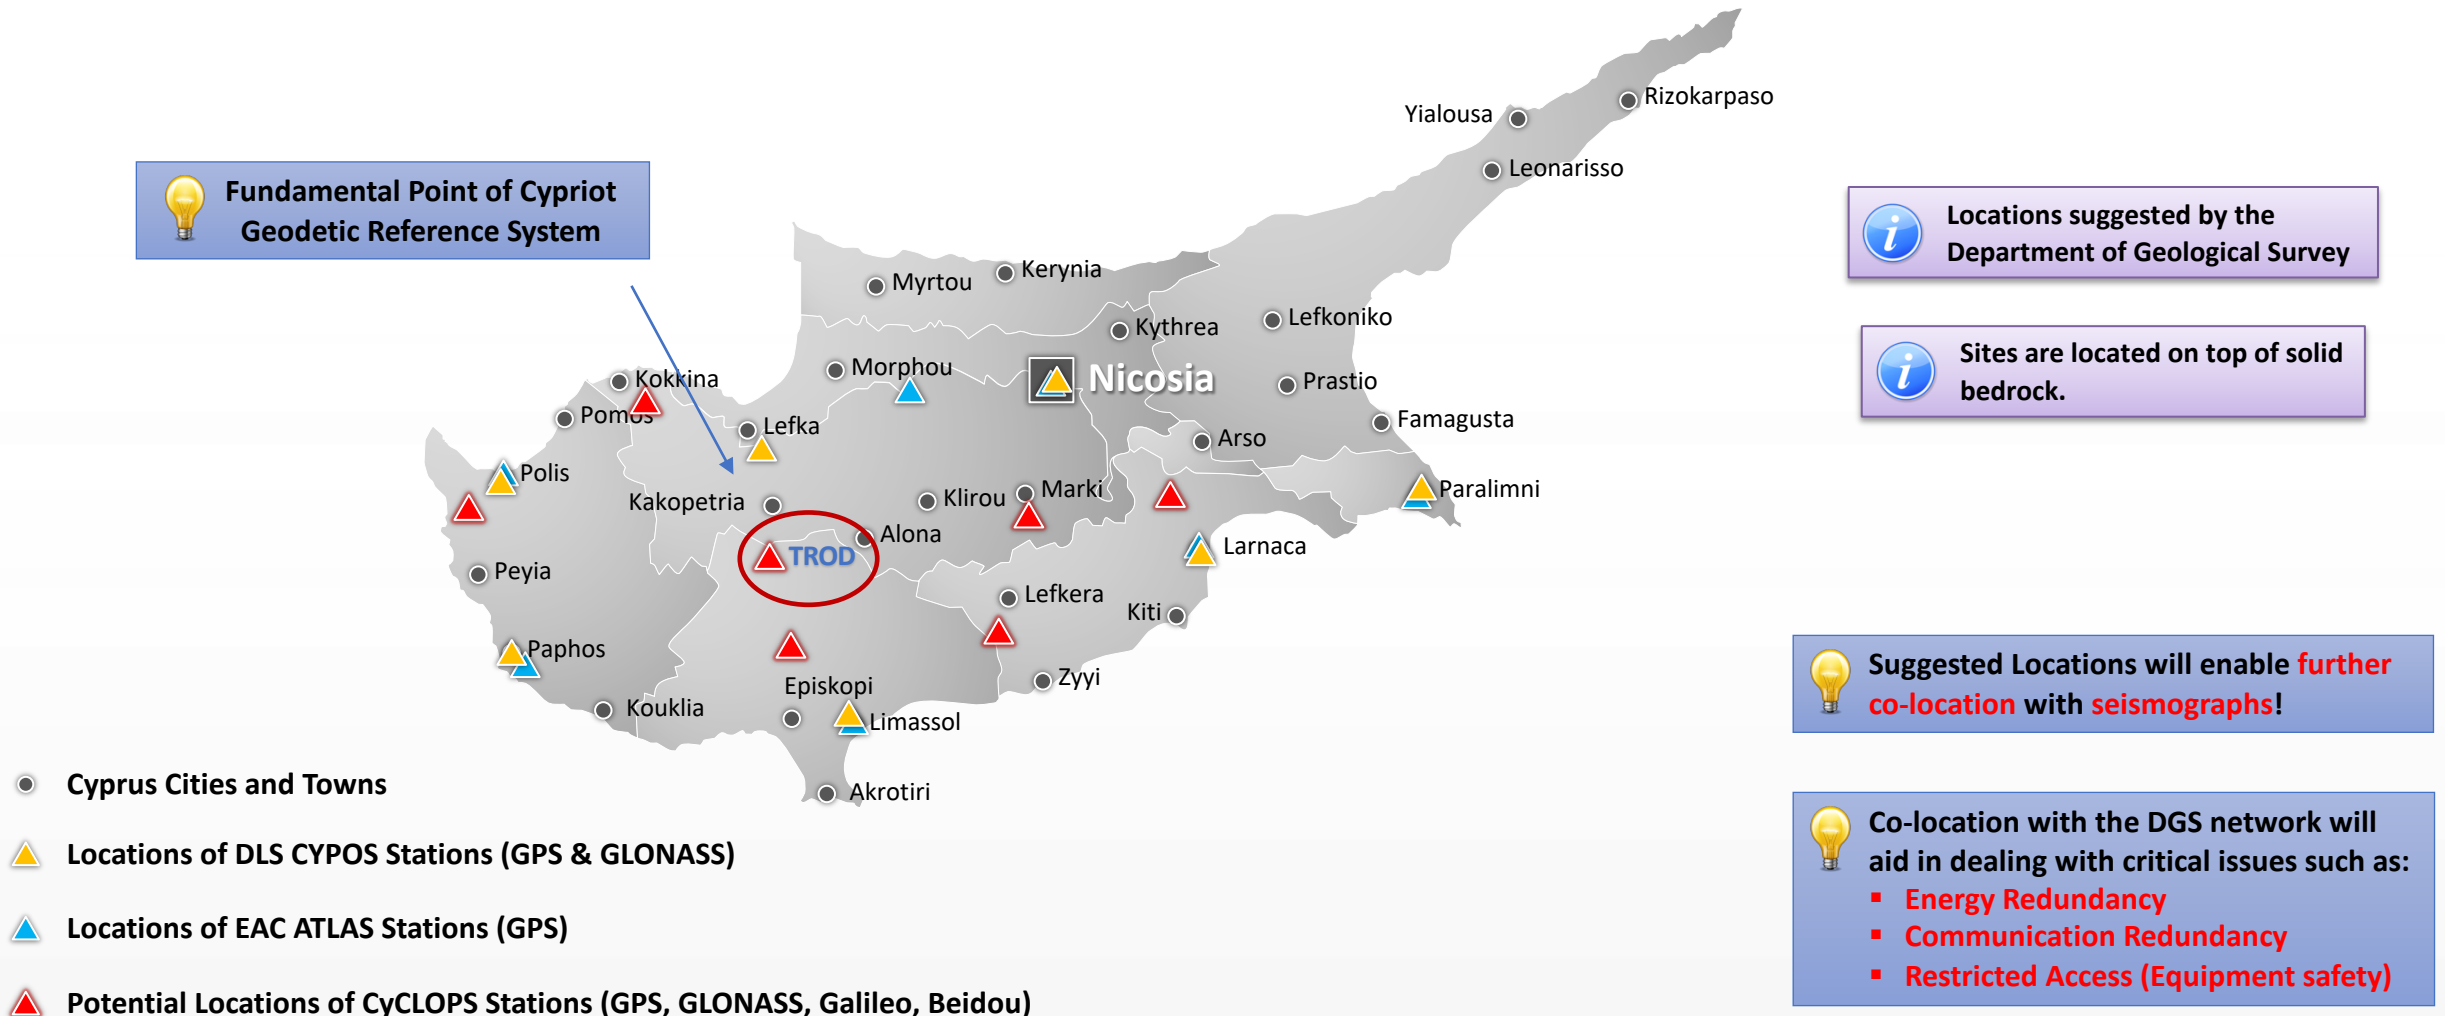 Fundamental Point of Cypriot
Geodetic Reference System
Locations suggested by the
Department of Geological Survey
Sites are located on top of solid
bedrock.
Suggested Locations will enable further
co-location with seismographs!
Co-location with the DGS network will
aid in dealing with critical issues such as:
▪ Energy Redundancy
▪ Communication Redundancy
▪ Restricted Access (Equipment safety)
Rizokarpaso
Yialousa
Leonarisso
Kerynia
Myrtou
Kythrea
Lefkoniko
Morphou
Nicosia
Kokkina
Prastio
Pomos
Famagusta
Lefka
Arso
Polis
Marki
Paralimni
Klirou
Kakopetria
Alona
Larnaca
TROD
Peyia
Lefkera
Kiti
Paphos
Zyyi
Episkopi
Kouklia
Limassol
Akrotiri
Cyprus Cities and Towns
Locations of DLS CYPOS Stations (GPS & GLONASS)
Locations of EAC ATLAS Stations (GPS)
Potential Locations of CyCLOPS Stations (GPS, GLONASS, Galileo, Beidou)